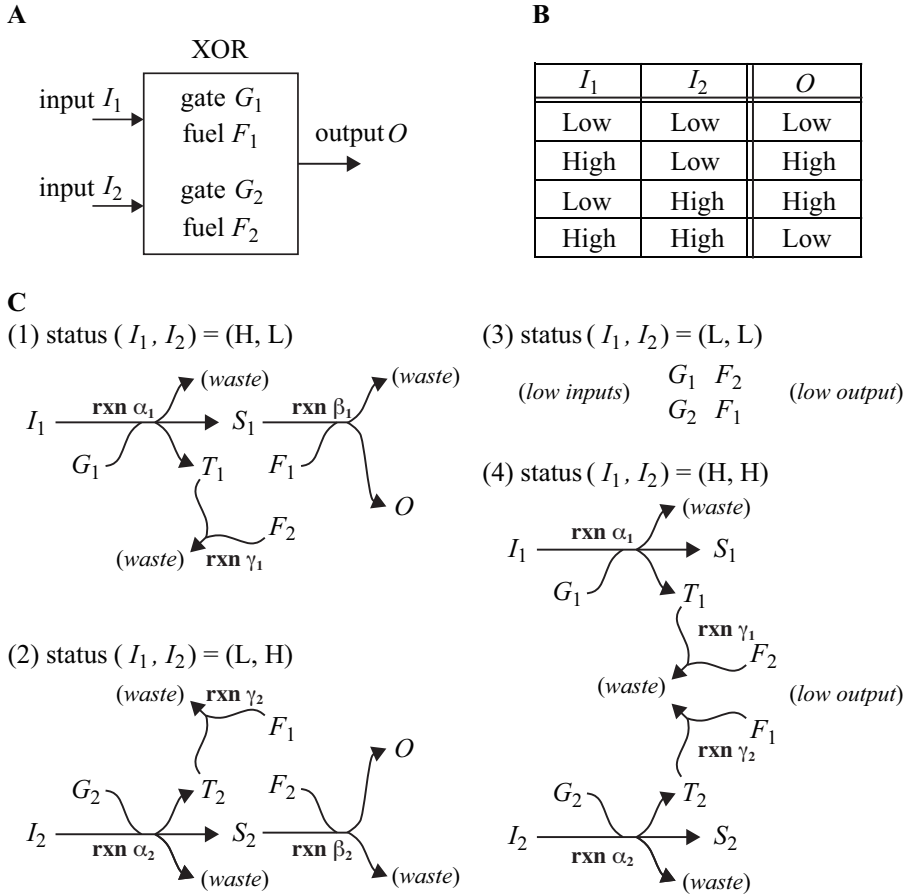 A
XOR
input I₁
gate G₁
fuel F₁
output O
input I₂
gate G₂
fuel F₂
B
I₁ I₂ O
Low Low Low
High Low High
Low High High
High High Low
C
(1) status ( I₁, I₂ ) = (H, L)
(waste) (waste)
rxn α₁ rxn β₁
I₁ S₁
G₁ T₁ F₁
O
F₂
(waste)
rxn γ₁
(2) status ( I₁, I₂ ) = (L, H)
(waste) rxn γ₂
F₁
O
G₂ T₂ F₂
I₂ S₂
rxn α₂ rxn β₂
(waste) (waste)
(3) status ( I₁, I₂ ) = (L, L)
(low inputs) G₁ F₂ (low output)
G₂ F₁
(4) status ( I₁, I₂ ) = (H, H)
(waste)
rxn α₁
I₁ S₁
G₁ T₁
rxn γ₁
F₂
(waste) (low output)
F₁
rxn γ₂
G₂ T₂
I₂ S₂
rxn α₂
(waste)